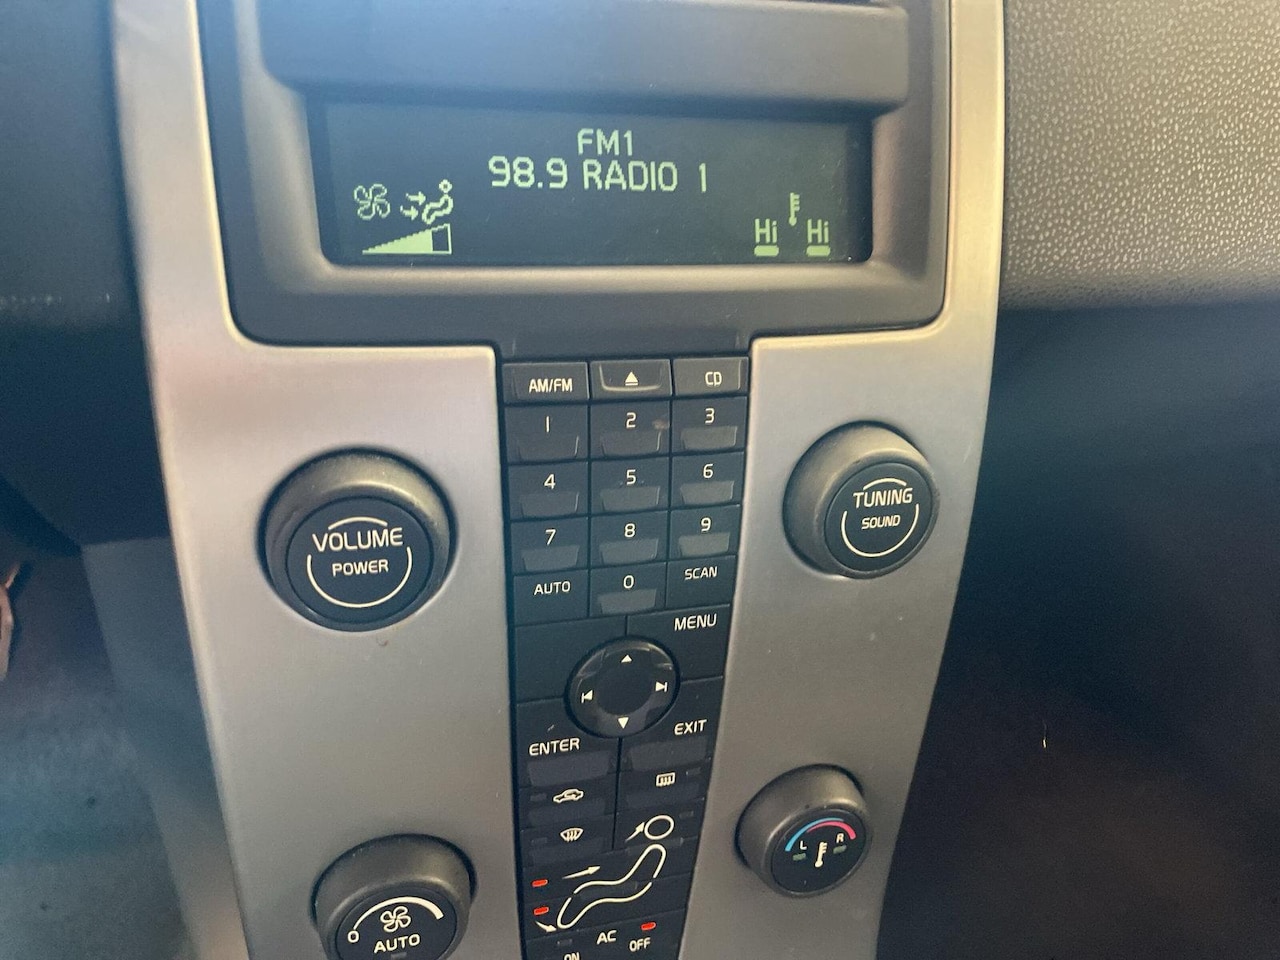 FM1
98.9 RADIO 1
Hi Hi
AM/FM CD
1 2 3
4 5 6
7 8 9
AUTO 0 SCAN
VOLUME
POWER
TUNING
SOUND
MENU
ENTER EXIT
L R
0 AUTO
AC
ON OFF